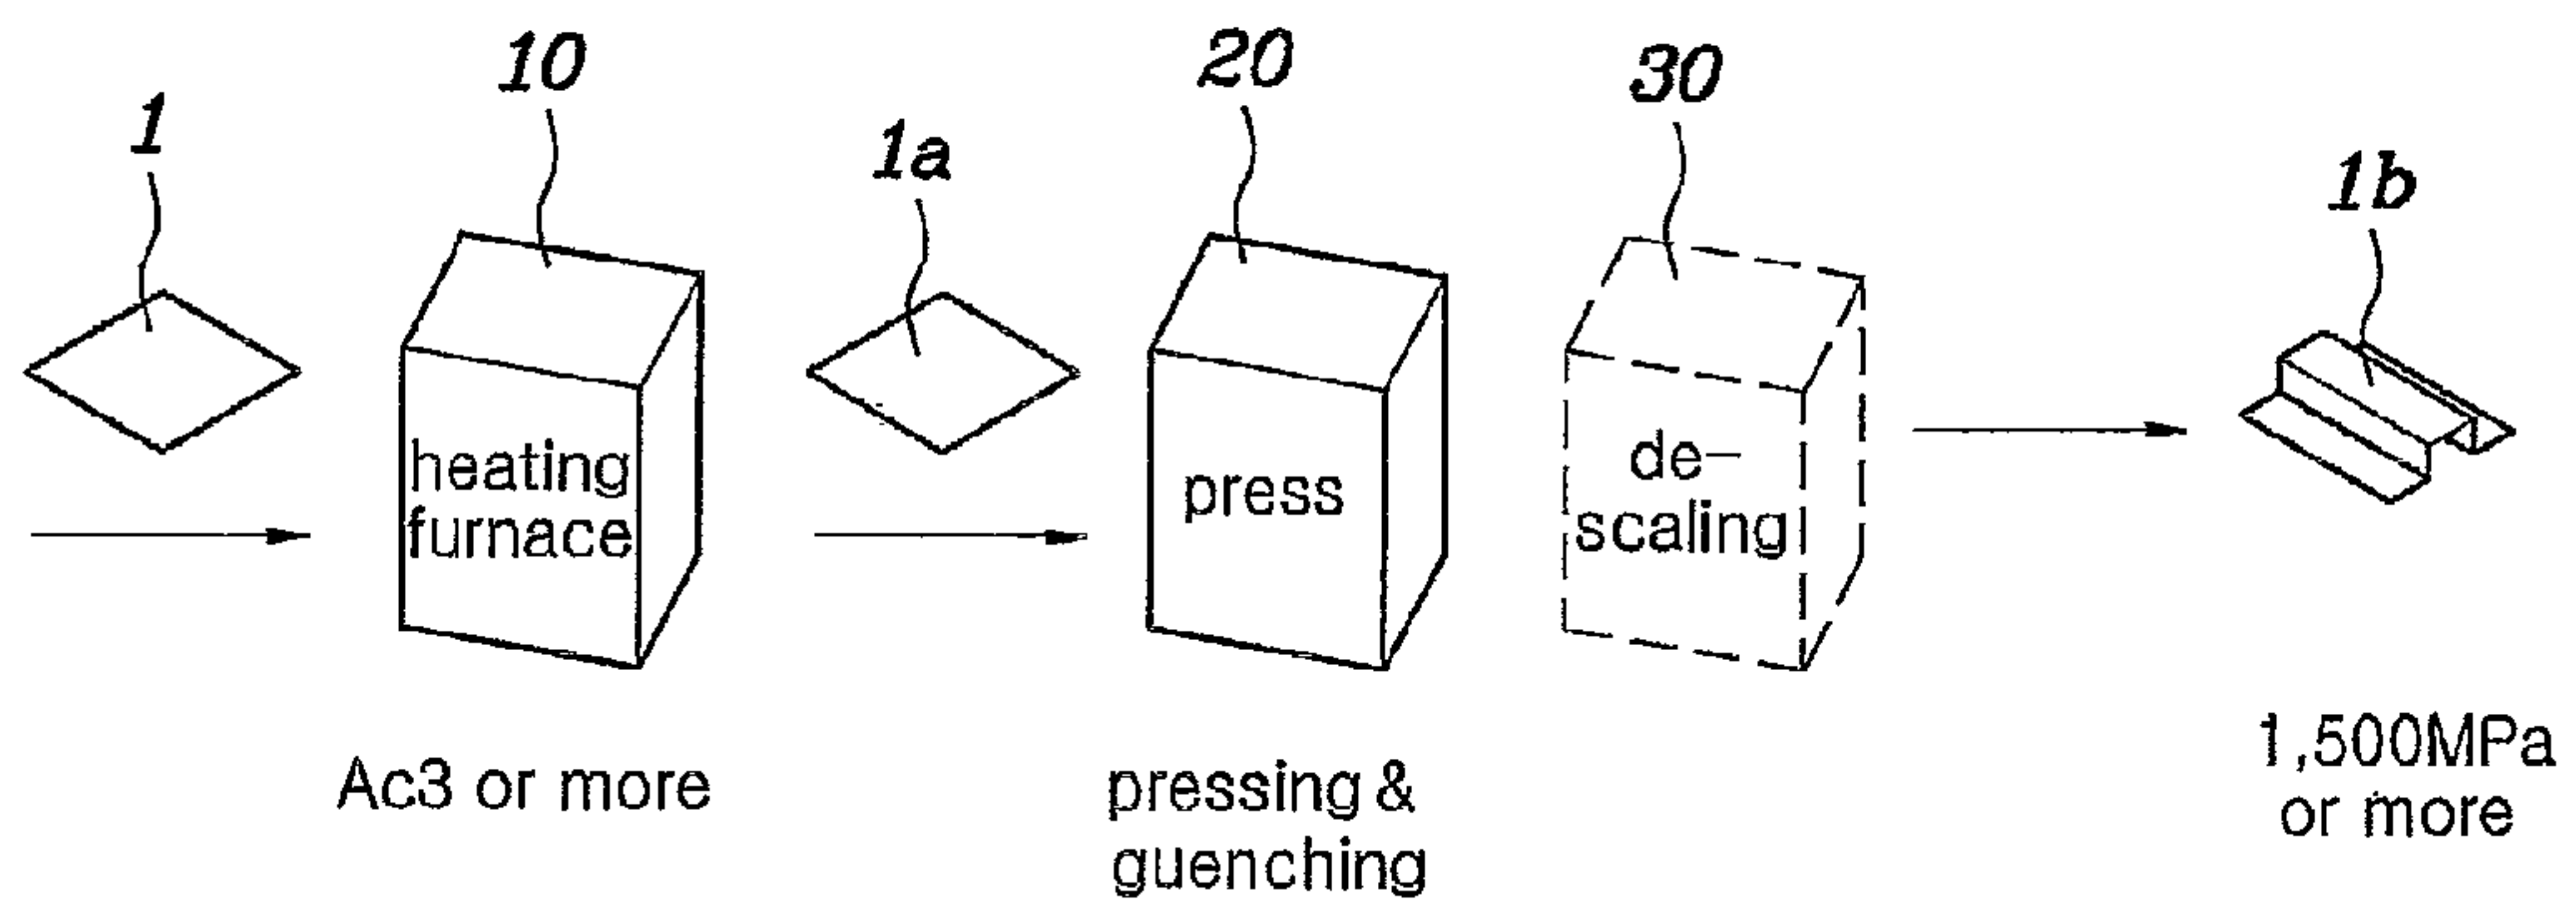 1
10
1a
20
30
1b
heating
furnace
press
de-
scaling
Ac3 or more
pressing &
guenching
1,500MPa
or more